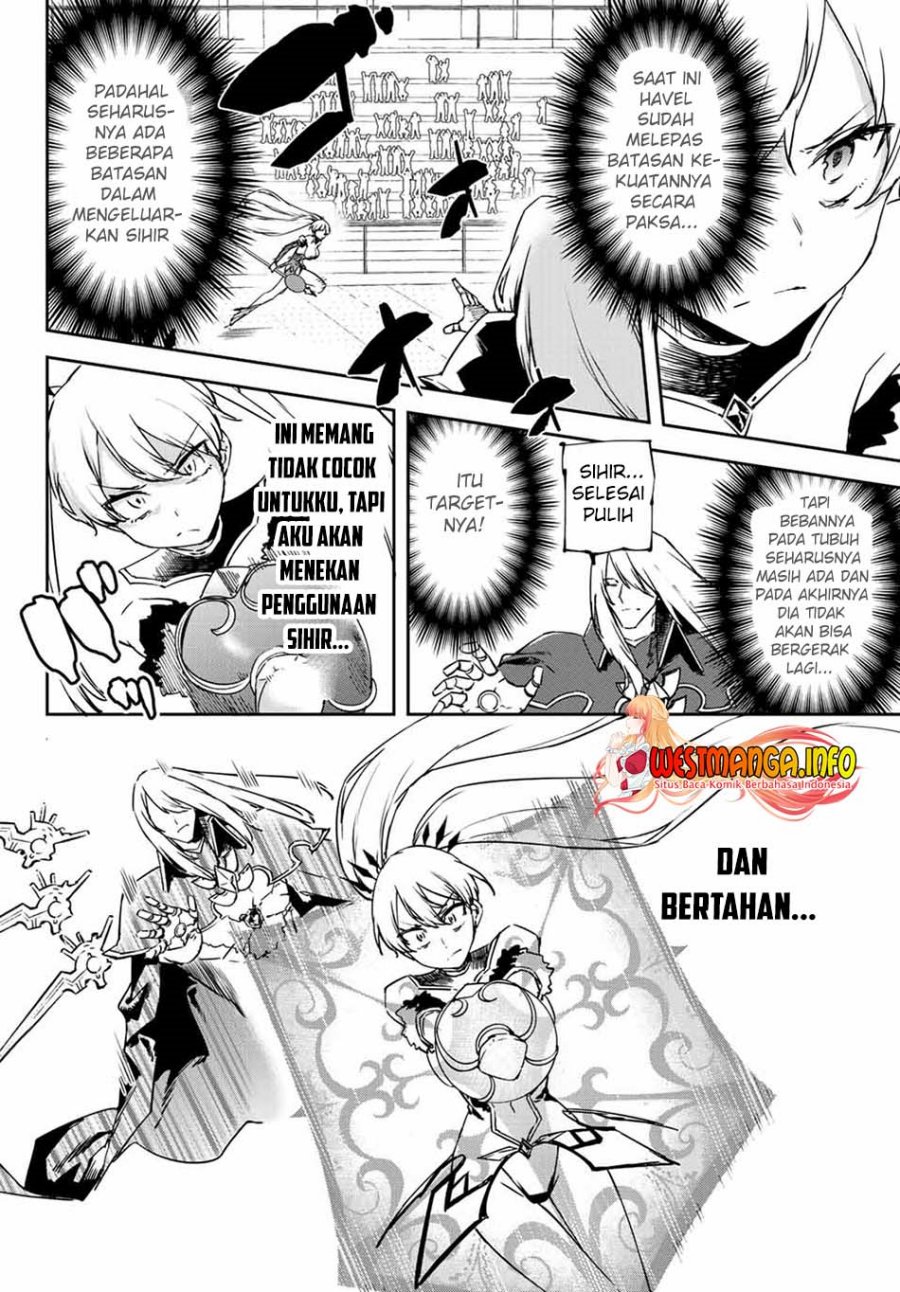 SAAT INI
HAVEL
SUDAH
MELEPAS
BATASAN KE-
KUATANNYA
SECARA
PAKSA...
PADAHAL
SEHARUS-
NYA ADA
BEBERAPA
BATASAN
DALAM
MENGELUAR-
KAN SIHIR
TAPI
BEBANNYA
PADA TUBUH
SEHARUSNYA
MASIH ADA DAN
PADA AKHIRNYA
DIA TIDAK
AKAN BISA
BERGERAK
LAGI...
SIHIR...
SELESAI
PULIH
ITU
TARGET-
NYA!
INI MEMANG
TIDAK COCOK
UNTUKKU, TAPI
AKU AKAN
MENEKAN
PENGGUNAAN
SIHIR...
WESTMANGA.INFO
Situs Baca Komik Berbahasa Indonesia
DAN
BERTAHAN...